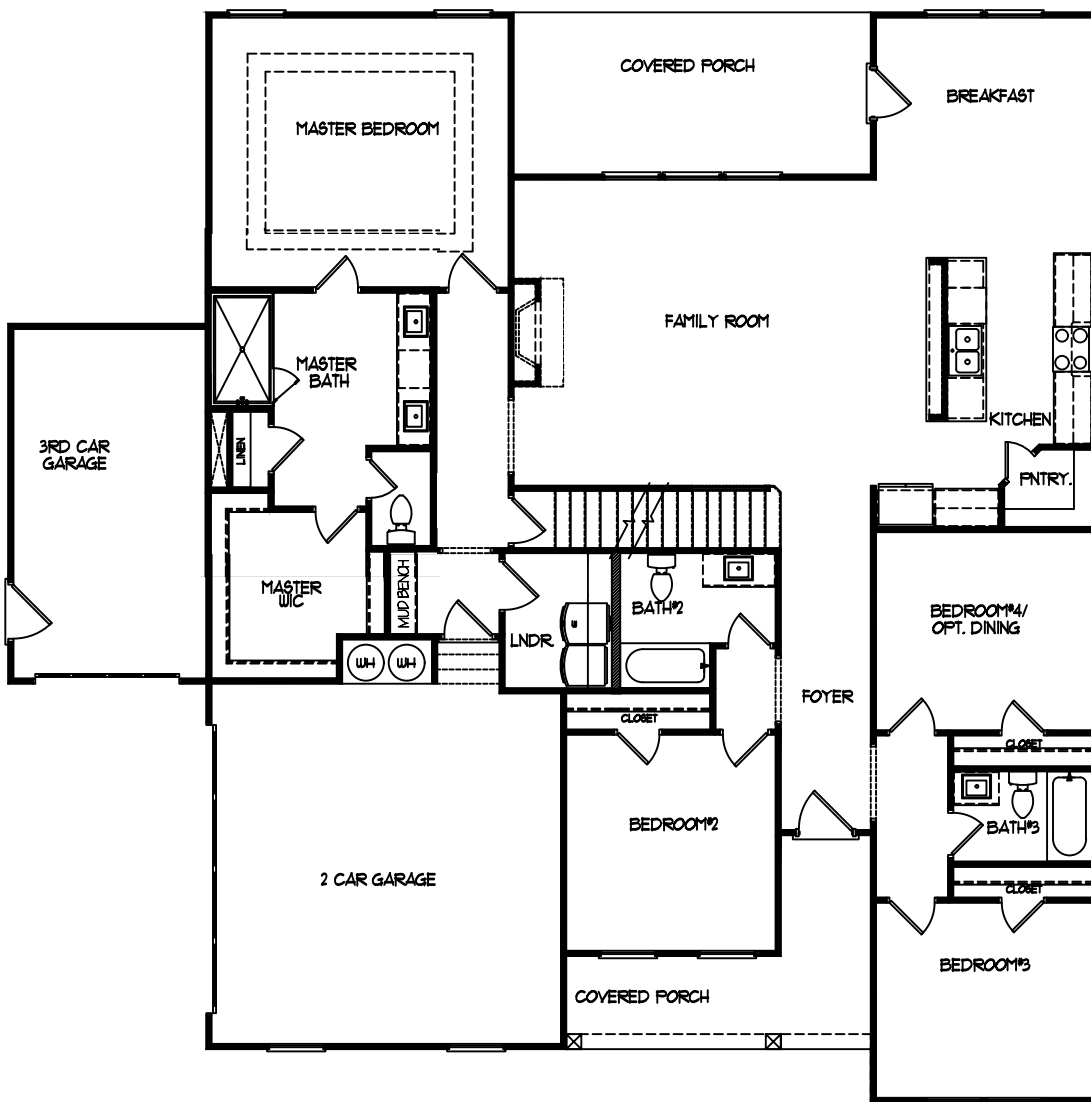 COVERED PORCH
BREAKFAST
MASTER BEDROOM
FAMILY ROOM
MASTER
BATH
KITCHEN
3RD CAR
GARAGE
LINEN
PNTRY.
MUD BENCH
MASTER
WIC
BATH#2
BEDROOM#4/
OPT. DINING
LNDR.
WH
WH
FOYER
CLOSET
CLOSET
BEDROOM#2
BATH#3
2 CAR GARAGE
CLOSET
BEDROOM#3
COVERED PORCH